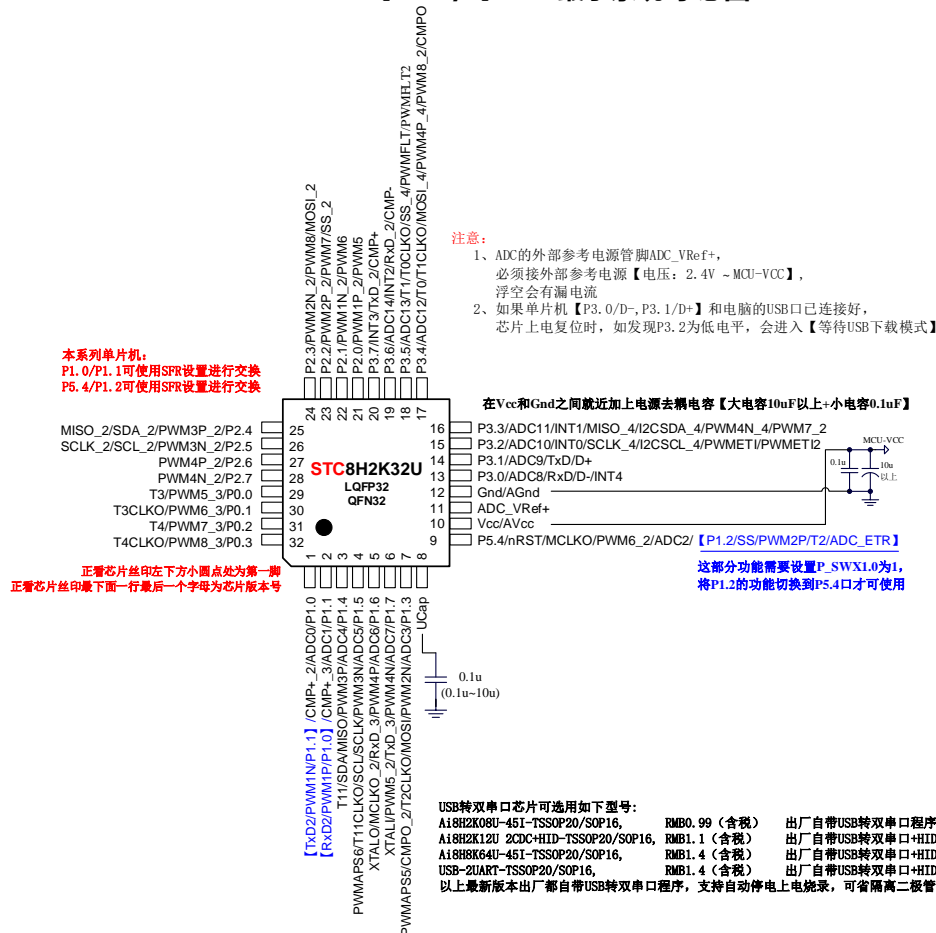 P2.3/PWM2N_2/PWM8/MOSI_2
P2.2/PWM2P_2/PWM7/SS_2
P2.1/PWM1N_2/PWM6
P2.0/PWM1P_2/PWM5
P3.7/INT3/TxD_2/CMP+
P3.6/ADC14/INT2/RxD_2/CMP-
P3.5/ADC13/T1/T0CLKO/SS_4/PWMFLT/PWMFLT2
P3.4/ADC12/T0/T1CLKO/MOSI_4/PWM4P_4/PWM8_2/CMPO
注意:
1、ADC的外部参考电源管脚ADC_VRef+,
必须接外部参考电源【电压: 2.4V ~MCU-VCC】,
浮空会有漏电流
2、如果单片机【P3.0/D-,P3.1/D+】和电脑的USB口已连接好,
芯片上电复位时, 如发现P3.2为低电平, 会进入【等待USB下载模式】
本系列单片机:
P1.0/P1.1可使用SFR设置进行交换
P5.4/P1.2可使用SFR设置进行交换
在Vcc和Gnd之间就近加上电源去耦电容【大电容10uF以上+小电容0.1uF】
24 23 22 21 20 19 18 17
MISO_2/SDA_2/PWM3P_2/P2.4 25
SCLK_2/SCL_2/PWM3N_2/P2.5 26
PWM4P_2/P2.6 27
PWM4N_2/P2.7 28
T3/PWM5_3/P0.0 29
T3CLKO/PWM6_3/P0.1 30
T4/PWM7_3/P0.2 31
T4CLKO/PWM8_3/P0.3 32
STC8H2K32U
LQFP32
QFN32
16 P3.3/ADC11/INT1/MISO_4/I2CSDA_4/PWM4N_4/PWM7_2
15 P3.2/ADC10/INT0/SCLK_4/I2CSCL_4/PWMETI/PWMETI2
14 P3.1/ADC9/TxD/D+
13 P3.0/ADC8/RxD/D-/INT4
12 Gnd/AGnd
11 ADC_VRef+
10 Vcc/AVcc
9 P5.4/nRST/MCLKO/PWM6_2/ADC2/【P1.2/SS/PWM2P/T2/ADC_ETR】
MCU-VCC
0.1u
10u
以上
这部分功能需要设置P_SWX1.0为1,
将P1.2的功能切换到P5.4口才可使用
正看芯片丝印左下方小圆点处为第一脚
正看芯片丝印最下面一行最后一个字母为芯片版本号
1 2 3 4 5 6 7 8
【TxD2/PWM1N/P1.1】/CMP+_2/ADC0/P1.0
【RxD2/PWM1P/P1.0】/CMP+_3/ADC1/P1.1
T11/SDA/MISO/PWM3P/ADC4/P1.4
PWMAPS6/T11CLKO/SCL/SCLK/PWM3N/ADC5/P1.5
XTALO/MCLKO_2/RxD_3/PWM4P/ADC6/P1.6
XTALI/PWM5_2/TxD_3/PWM4N/ADC7/P1.7
PWMAPS5/CMPO_2/T2CLKO/MOSI/PWM2N/ADC3/P1.3
UCap
0.1u
(0.1u~10u)
USB转双串口芯片可选用如下型号:
Ai8H2K08U-45I-TSSOP20/SOP16, RMB0.99（含税） 出厂自带USB转双串口程序
Ai8H2K12U 2CDC+HID-TSSOP20/SOP16, RMB1.1（含税） 出厂自带USB转双串口+HID
Ai8H8K64U-45I-TSSOP20/SOP16, RMB1.4（含税） 出厂自带USB转双串口+HID
USB-2UART-TSSOP20/SOP16, RMB1.4（含税） 出厂自带USB转双串口+HID
以上最新版本出厂都自带USB转双串口程序, 支持自动停电上电烧录, 可省隔离二极管